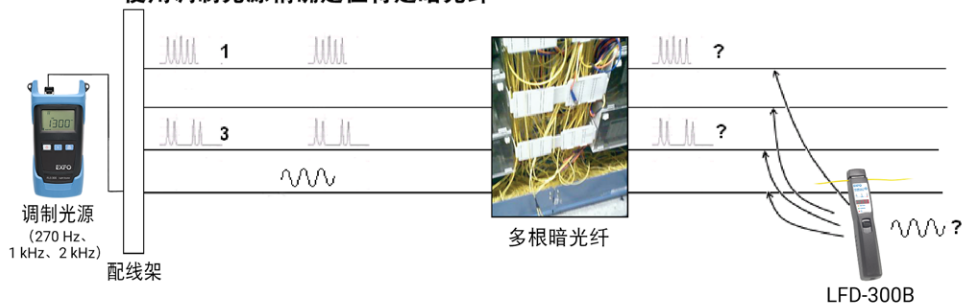 1
?
3
?
1300
EXFO
调制光源
(270 Hz、
1 kHz、2 kHz)
配线架
多根暗光纤
?
LFD-300B